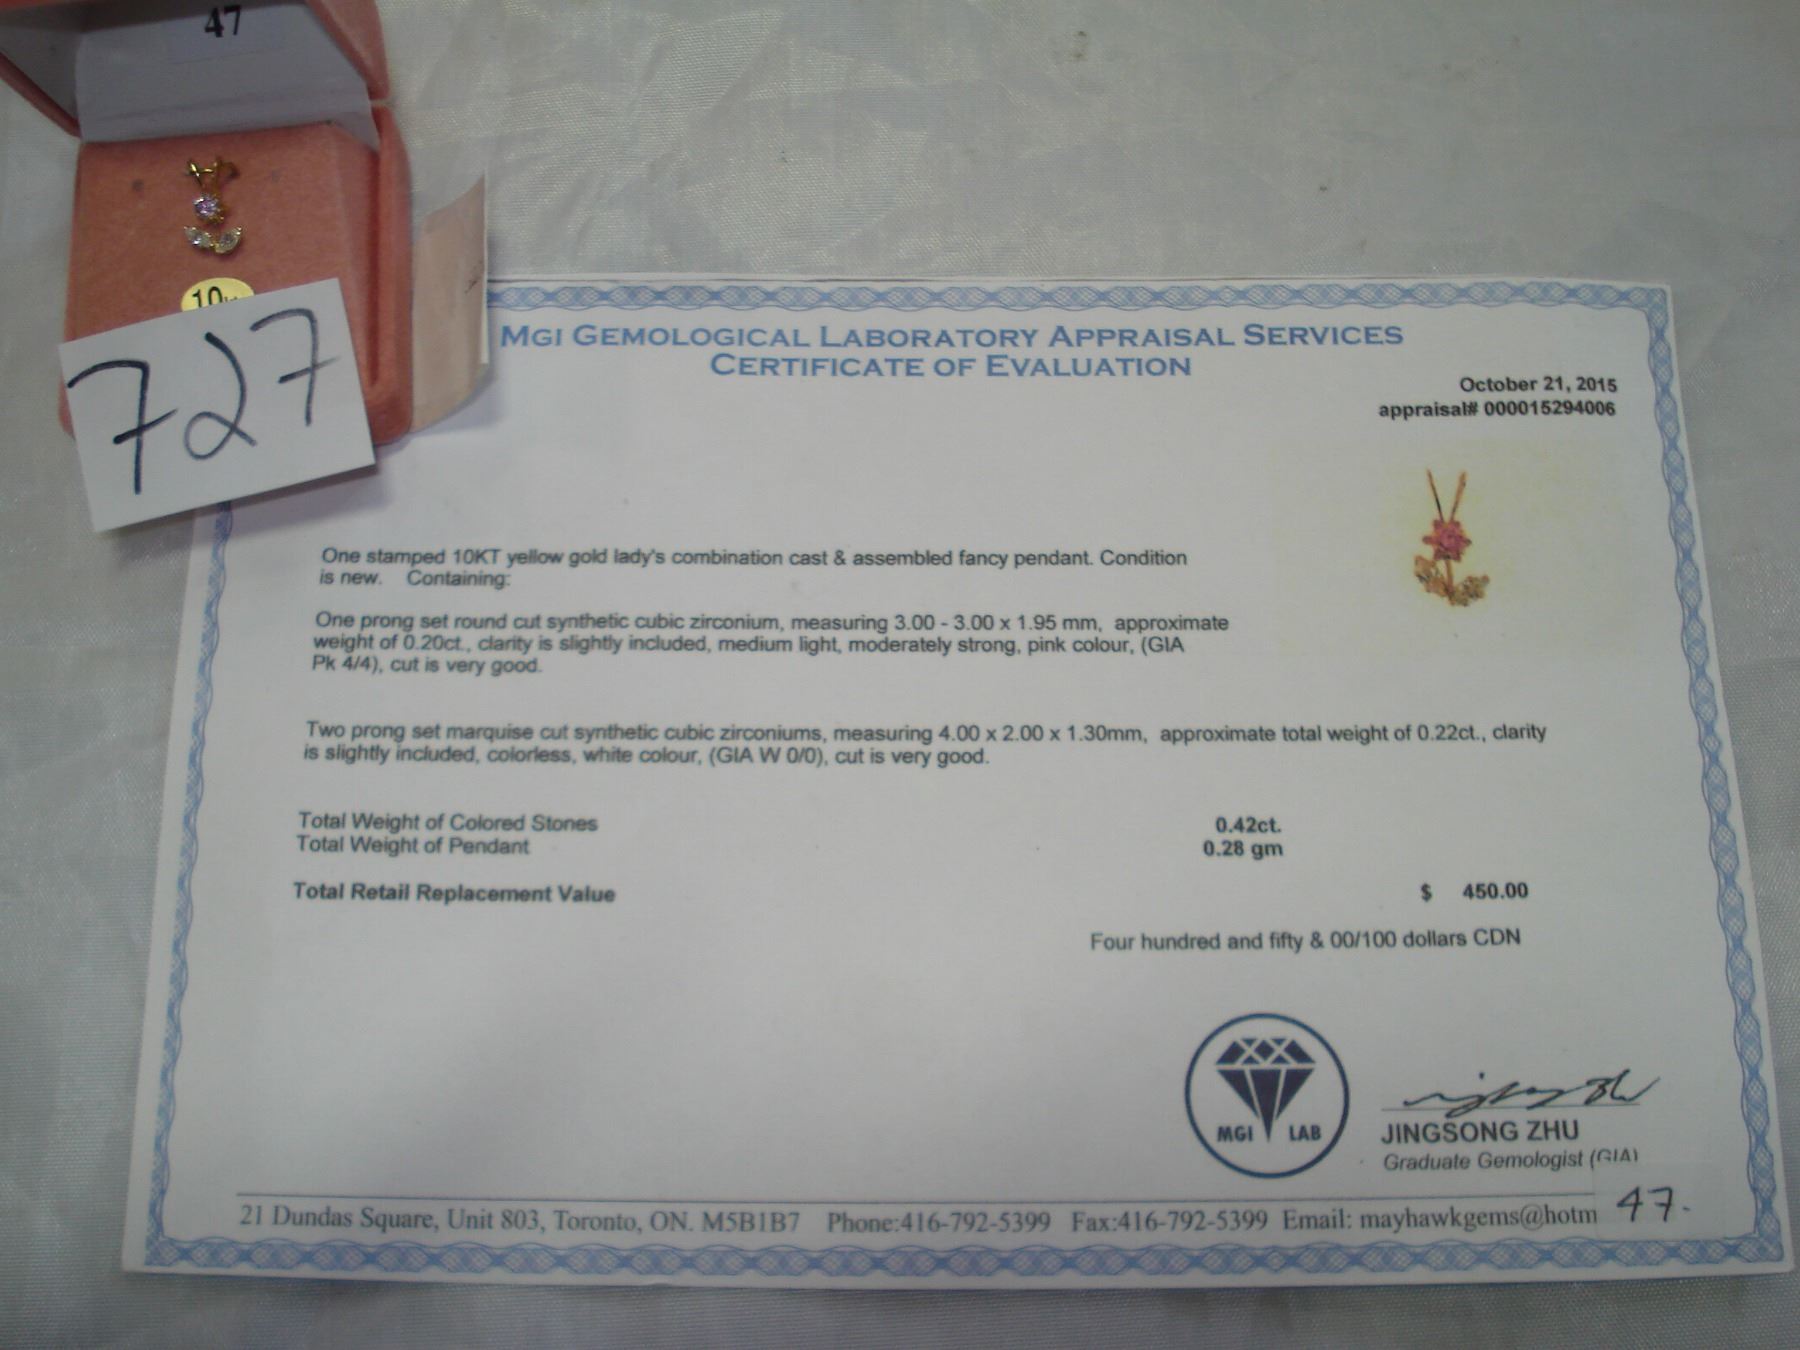 47
10K
727
MGI GEMOLOGICAL LABORATORY APPRAISAL SERVICES
CERTIFICATE OF EVALUATION
October 21, 2015
appraisal# 000015294006
One stamped 10KT yellow gold lady's combination cast & assembled fancy pendant. Condition
is new. Containing:
One prong set round cut synthetic cubic zirconium, measuring 3.00 - 3.00 x 1.95 mm, approximate
weight of 0.20ct., clarity is slightly included, medium light, moderately strong, pink colour, (GIA
Pk 4/4), cut is very good.
Two prong set marquise cut synthetic cubic zirconiums, measuring 4.00 x 2.00 x 1.30mm, approximate total weight of 0.22ct., clarity
is slightly included, colorless, white colour, (GIA W 0/0), cut is very good.
Total Weight of Colored Stones 0.42ct.
Total Weight of Pendant 0.28 gm
Total Retail Replacement Value $ 450.00
Four hundred and fifty & 00/100 dollars CDN
MGI LAB
JINGSONG ZHU
Graduate Gemologist (GIA)
21 Dundas Square, Unit 803, Toronto, ON. M5B1B7 Phone:416-792-5399 Fax:416-792-5399 Email: mayhawkgems@hotm
47.